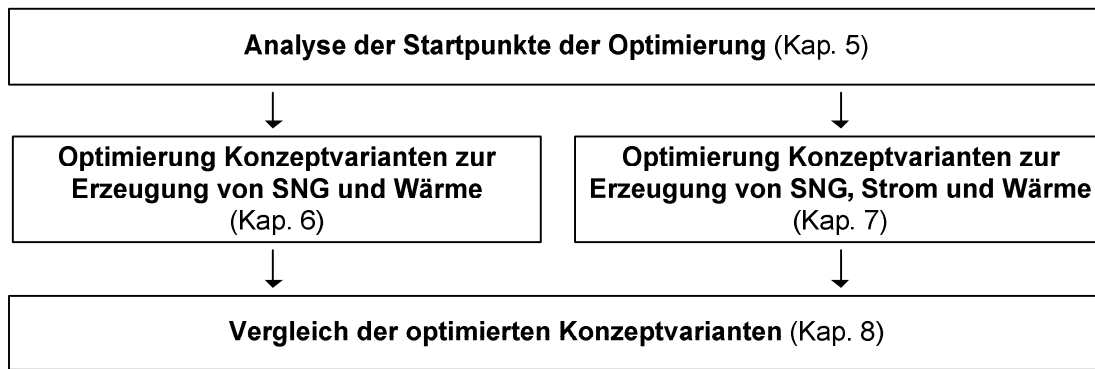 Analyse der Startpunkte der Optimierung (Kap. 5)
Optimierung Konzeptvarianten zur
Erzeugung von SNG und Wärme
(Kap. 6)
Optimierung Konzeptvarianten zur
Erzeugung von SNG, Strom und Wärme
(Kap. 7)
Vergleich der optimierten Konzeptvarianten (Kap. 8)